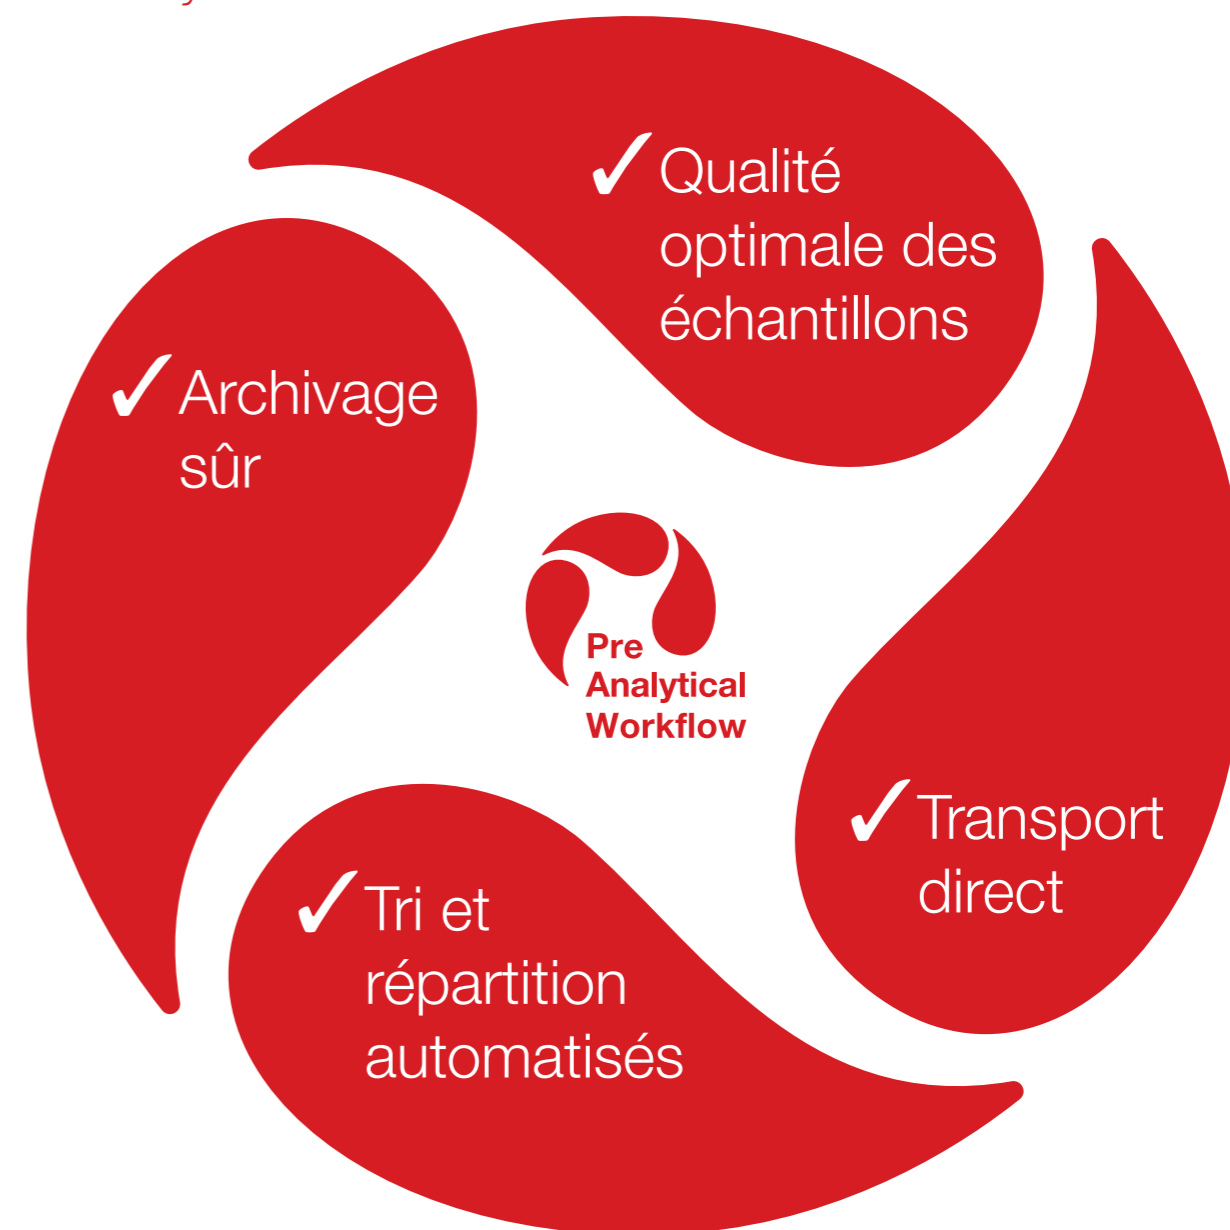 ✓ Qualité
optimale des
échantillons
✓ Archivage
sûr
Pre
Analytical
Workflow
✓ Transport
direct
✓ Tri et
répartition
automatisés